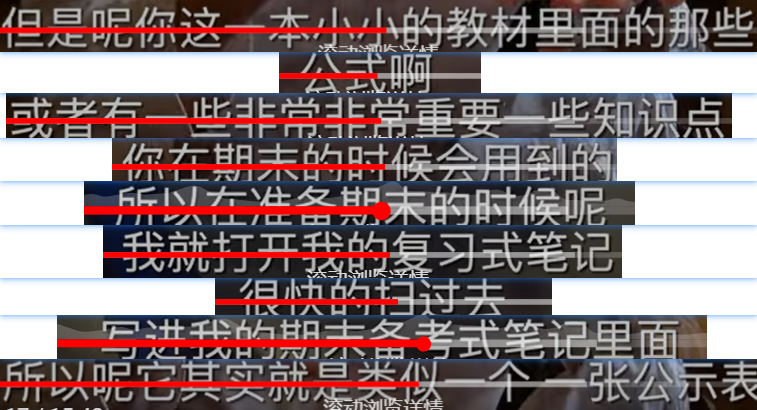 但是呢你这一本小小的教材里面的那些
公式啊
或者有一些非常非常重要一些知识点
你在期末的时候会用到的
所以在准备期末的时候呢
我就打开我的复习式笔记
很快的扫过去
写进我的期末备考式笔记里面
所以呢它其实就是类似一个一张公示表